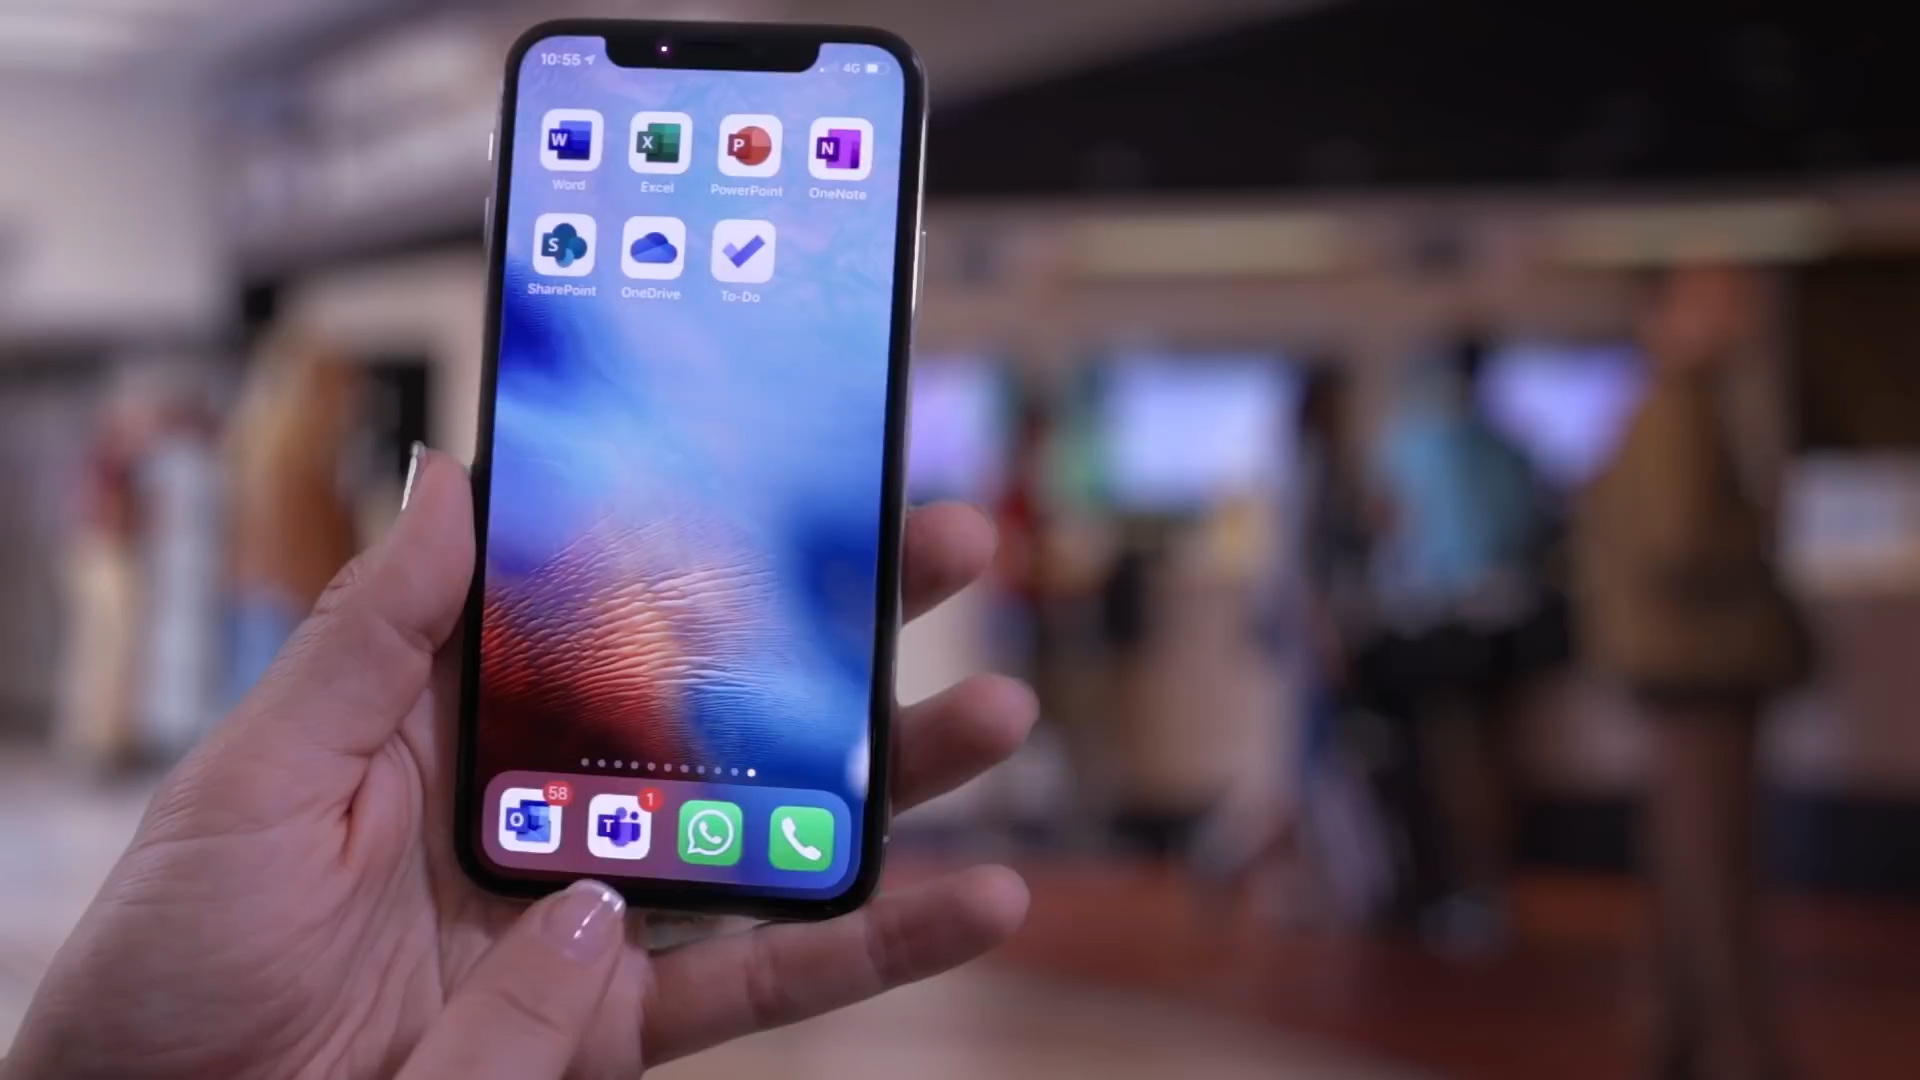 10:55 4G
W X P N
Word Excel PowerPoint OneNote
S
SharePoint OneDrive To-Do
58 1
O T